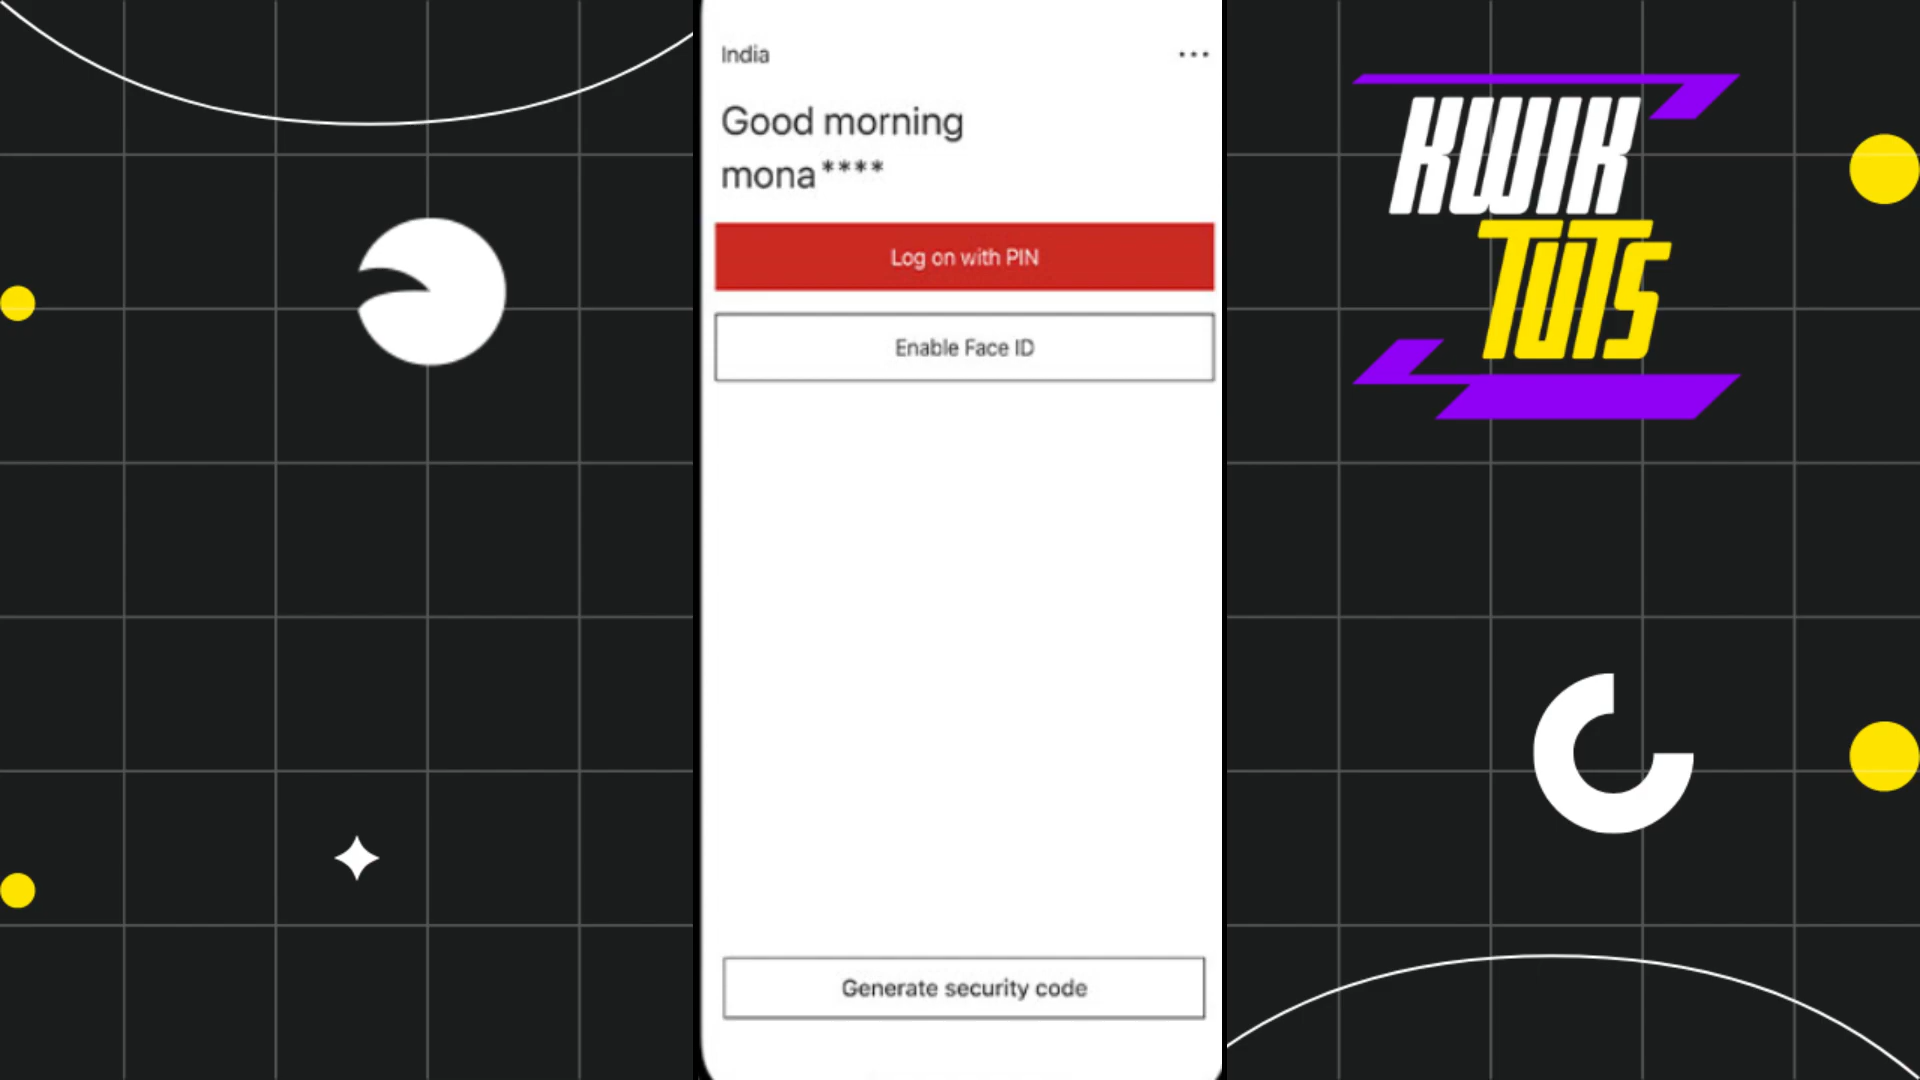 India
Good morning
mona****
Log on with PIN
Enable Face ID
Generate security code
KWIK
TUTS